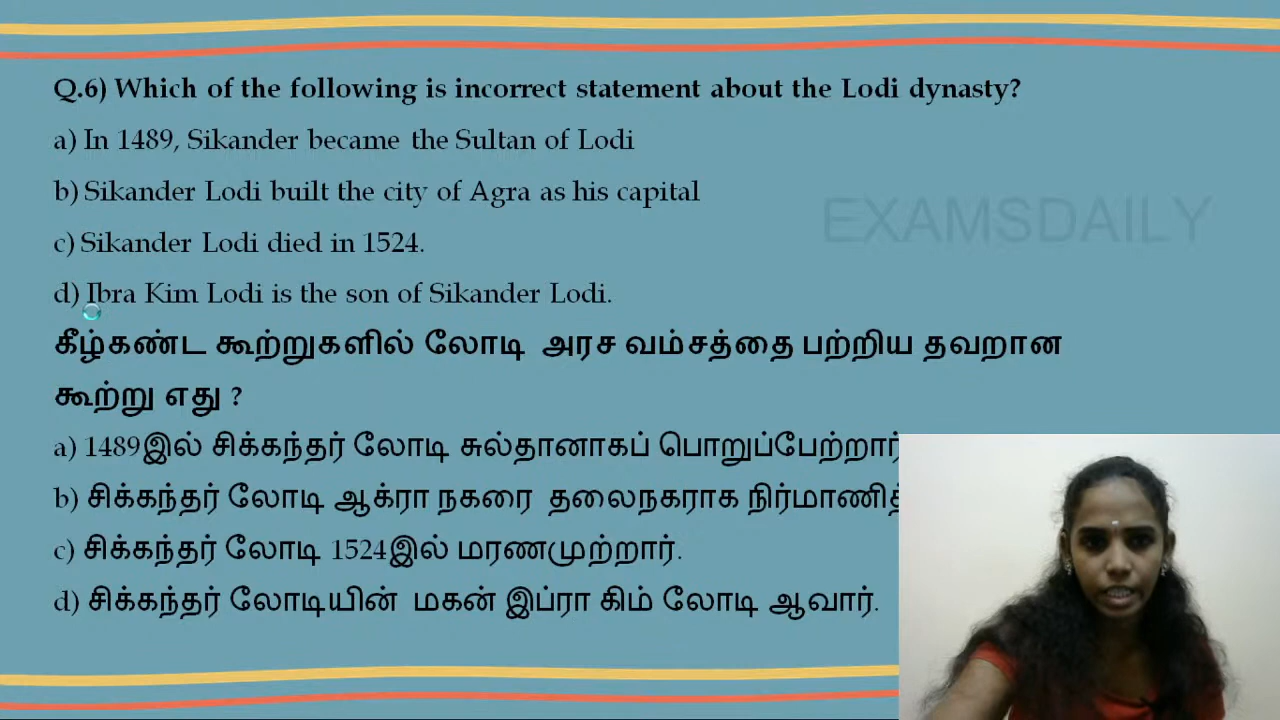 Q.6) Which of the following is incorrect statement about the Lodi dynasty?
a) In 1489, Sikander became the Sultan of Lodi
b) Sikander Lodi built the city of Agra as his capital
EXAMSDAILY
c) Sikander Lodi died in 1524.
d) Ibra Kim Lodi is the son of Sikander Lodi.
கீழ்கண்ட கூற்றுகளில் லோடி அரச வம்சத்தை பற்றிய தவறான
கூற்று எது ?
a) 1489இல் சிக்கந்தர் லோடி சுல்தானாகப் பொறுப்பேற்றார்
b) சிக்கந்தர் லோடி ஆக்ரா நகரை தலைநகராக
c) சிக்கந்தர் லோடி 1524இல் மரணமுற்றார்.
d) சிக்கந்தர் லோடியின் மகன் இப்ரா கிம் லோடி ஆவார்.